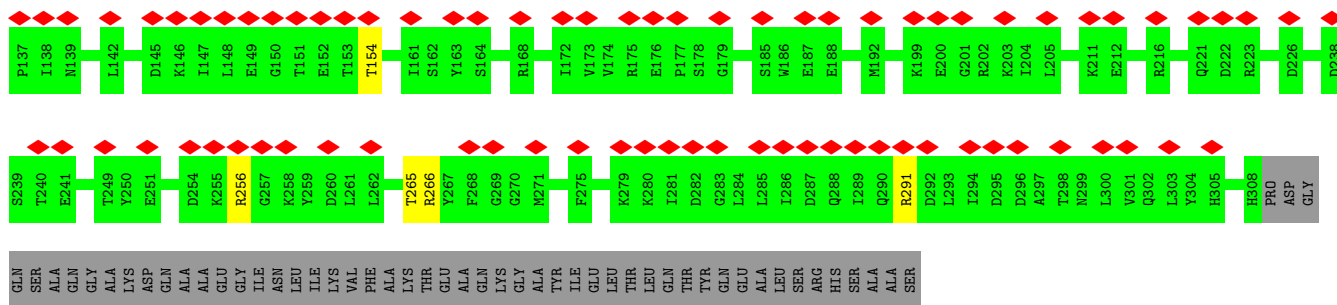 P137 I138 N139 L142 D145 K146 I147 L148 E149 G150 T151 E152 T153 T154 I161 S162 Y163 S164 R168 I172 V173 V174 R175 E176 P177 S178 G179 S185 W186 E187 E188 M192 K199 E200 G201 R202 K203 I204 L205 K211 E212 R216 Q221 D222 R223 D226 D238
S239 T240 E241 T249 Y250 E251 D254 K255 R256 G257 K258 Y259 D260 L261 L262 T265 R266 Y267 F268 G269 G270 M271 F275 K279 K280 I281 D282 G283 L284 L285 I286 D287 Q288 I289 Q290 R291 D292 L293 I294 D295 D296 A297 T298 N299 L300 V301 Q302 L303 Y304 H305 H308 PRO ASP GLY
GLN SER ALA GLN GLY ALA LYS ASP GLN ALA ALA GLU GLY ILE ASN LEU ILE LYS VAL PHE ALA LYS THR GLU ALA GLN LYS GLY ALA TYR ILE GLU LEU THR LEU GLN THR TYR GLN GLU ALA LEU SER ARG HIS SER ALA ALA SER